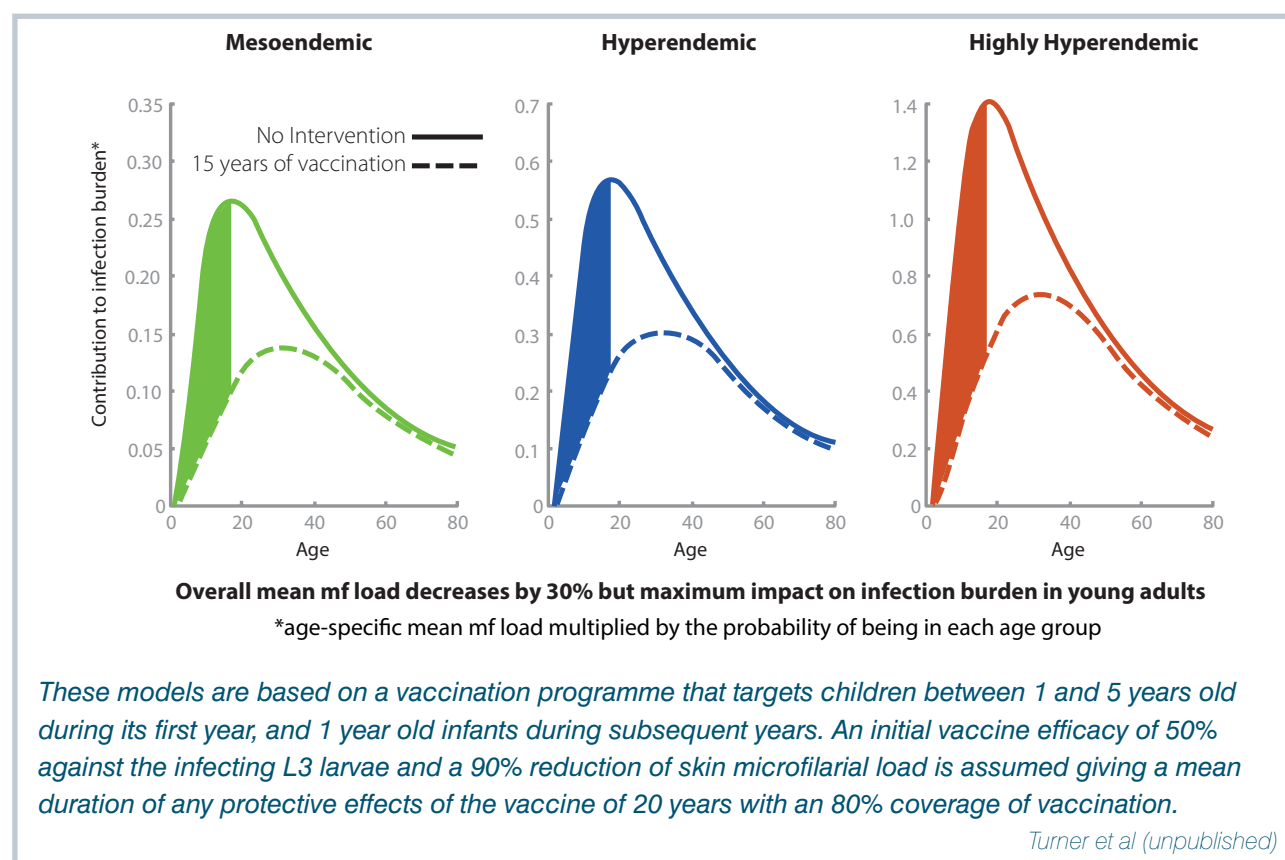 Mesoendemic
Hyperendemic
Highly Hyperendemic
No Intervention
15 years of vaccination
Contribution to infection burden*
0.35
0.30
0.25
0.20
0.15
0.10
0.05
0
0 20 40 60 80
Age
0.7
0.6
0.5
0.4
0.3
0.2
0.1
0
0 20 40 60 80
Age
1.4
1.2
1.0
0.8
0.6
0.4
0.2
0
0 20 40 60 80
Age
Overall mean mf load decreases by 30% but maximum impact on infection burden in young adults
*age-specific mean mf load multiplied by the probability of being in each age group
These models are based on a vaccination programme that targets children between 1 and 5 years old
during its first year, and 1 year old infants during subsequent years. An initial vaccine efficacy of 50%
against the infecting L3 larvae and a 90% reduction of skin microfilarial load is assumed giving a mean
duration of any protective effects of the vaccine of 20 years with an 80% coverage of vaccination.
Turner et al (unpublished)